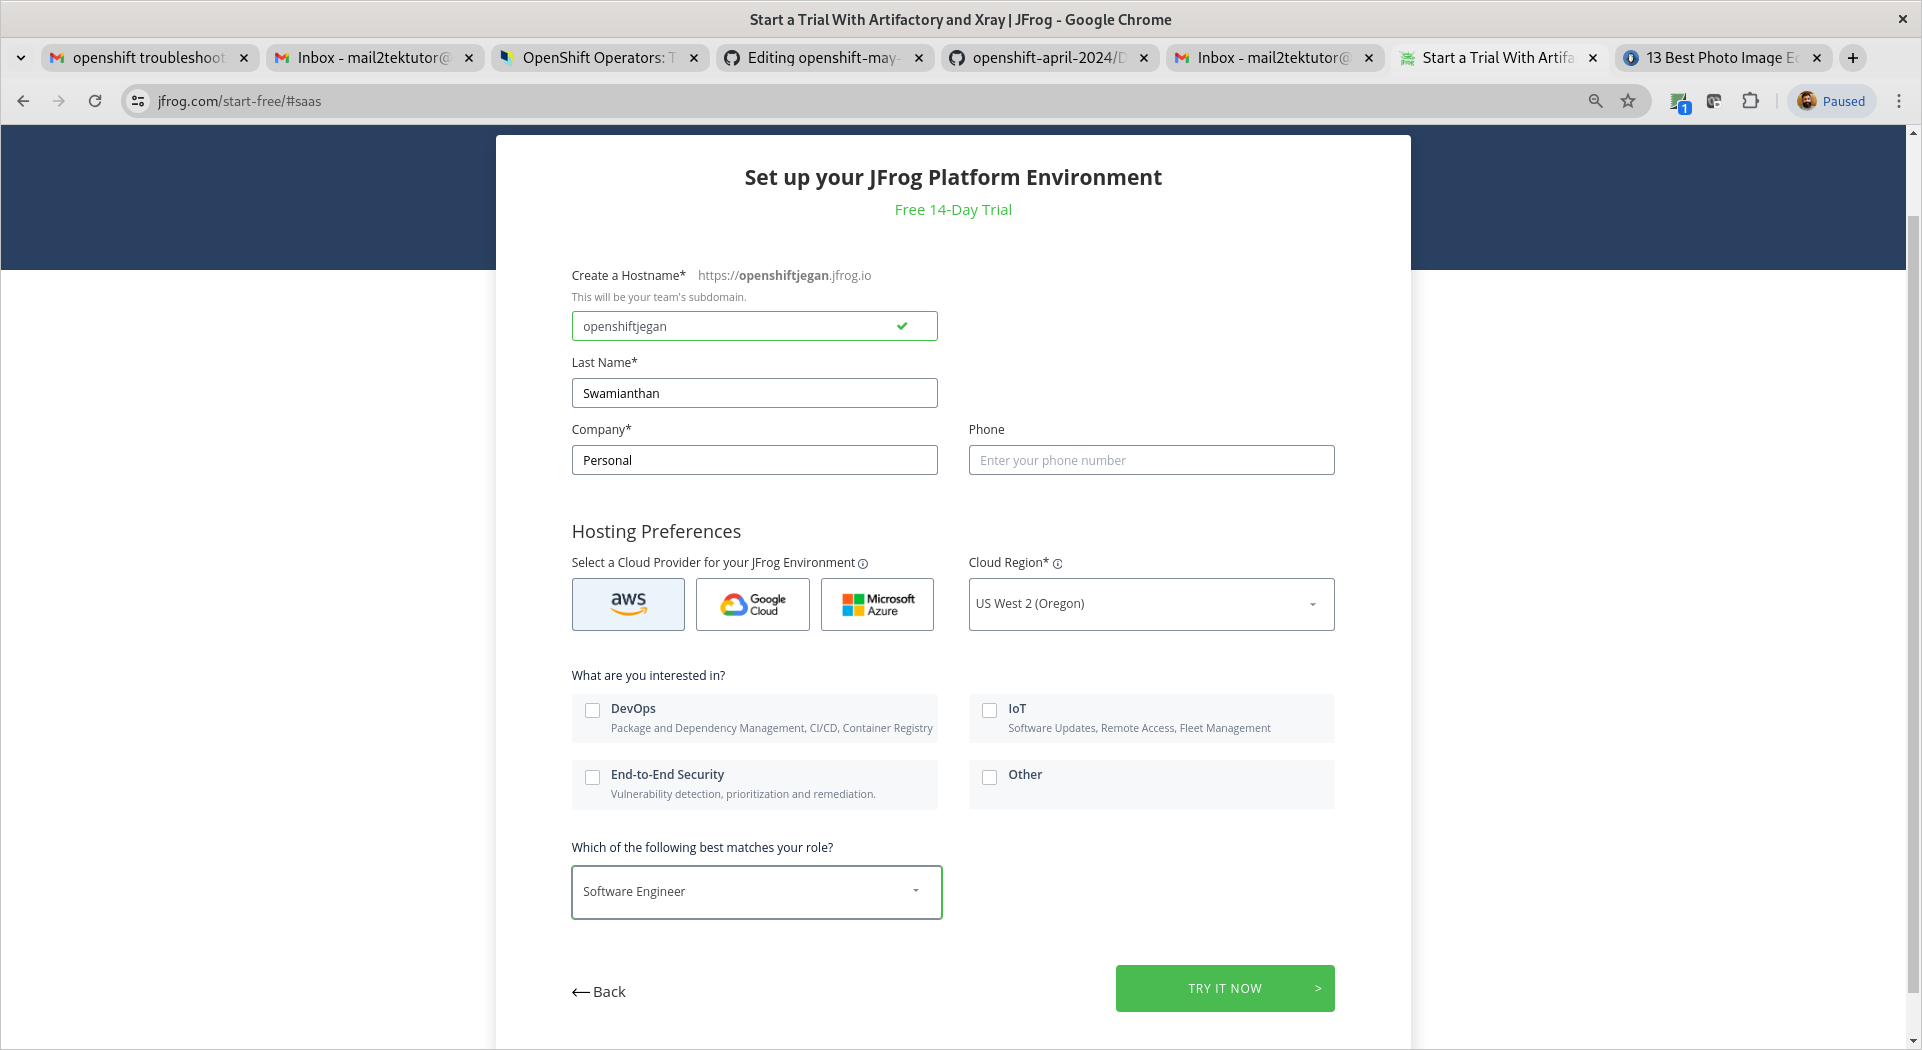 Start a Trial With Artifactory and Xray | JFrog - Google Chrome
openshift troubleshoot
Inbox - mail2tektutor@
OpenShift Operators: T
Editing openshift-may-
openshift-april-2024/D
Inbox - mail2tektutor@
Start a Trial With Artifa
13 Best Photo Image Ed
jfrog.com/start-free/#saas
1
Paused
Set up your JFrog Platform Environment
Free 14-Day Trial
Create a Hostname* https://openshiftjegan.jfrog.io
This will be your team's subdomain.
openshiftjegan
Last Name*
Swamianthan
Company*
Phone
Personal
Enter your phone number
Hosting Preferences
Select a Cloud Provider for your JFrog Environment
Cloud Region*
aws
Google Cloud
Microsoft Azure
US West 2 (Oregon)
What are you interested in?
DevOps
Package and Dependency Management, CI/CD, Container Registry
IoT
Software Updates, Remote Access, Fleet Management
End-to-End Security
Vulnerability detection, prioritization and remediation.
Other
Which of the following best matches your role?
Software Engineer
Back
TRY IT NOW >